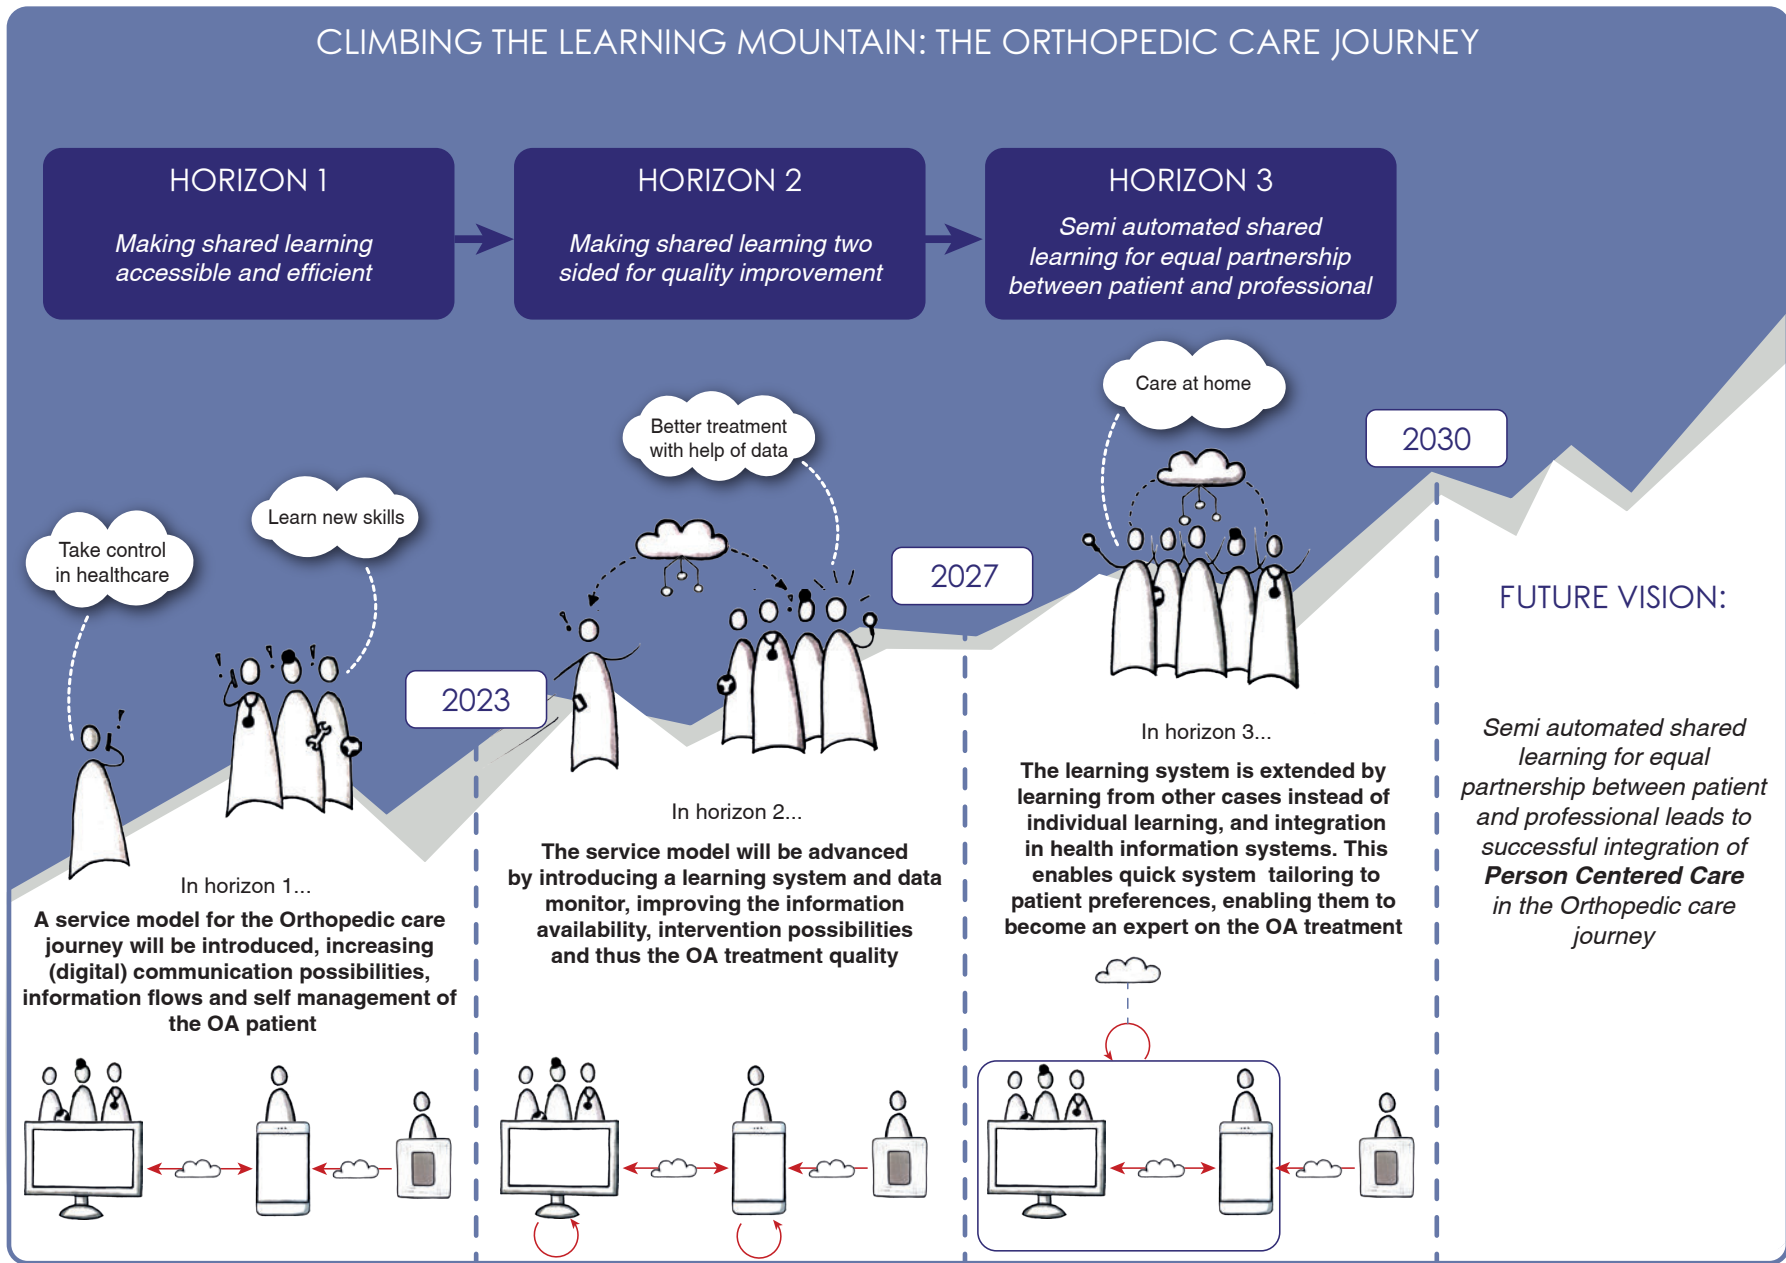 CLIMBING THE LEARNING MOUNTAIN: THE ORTHOPEDIC CARE JOURNEY
HORIZON 1
Making shared learning
accessible and efficient
HORIZON 2
Making shared learning two
sided for quality improvement
HORIZON 3
Semi automated shared
learning for equal partnership
between patient and professional
Take control
in healthcare
Learn new skills
2023
Better treatment
with help of data
2027
Care at home
2030
In horizon 1...
A service model for the Orthopedic care
journey will be introduced, increasing
(digital) communication possibilities,
information flows and self management of
the OA patient
In horizon 2...
The service model will be advanced
by introducing a learning system and data
monitor, improving the information
availability, intervention possibilities
and thus the OA treatment quality
In horizon 3...
The learning system is extended by
learning from other cases instead of
individual learning, and integration
in health information systems. This
enables quick system tailoring to
patient preferences, enabling them to
become an expert on the OA treatment
FUTURE VISION:
Semi automated shared
learning for equal
partnership between patient
and professional leads to
successful integration of
Person Centered Care
in the Orthopedic care
journey